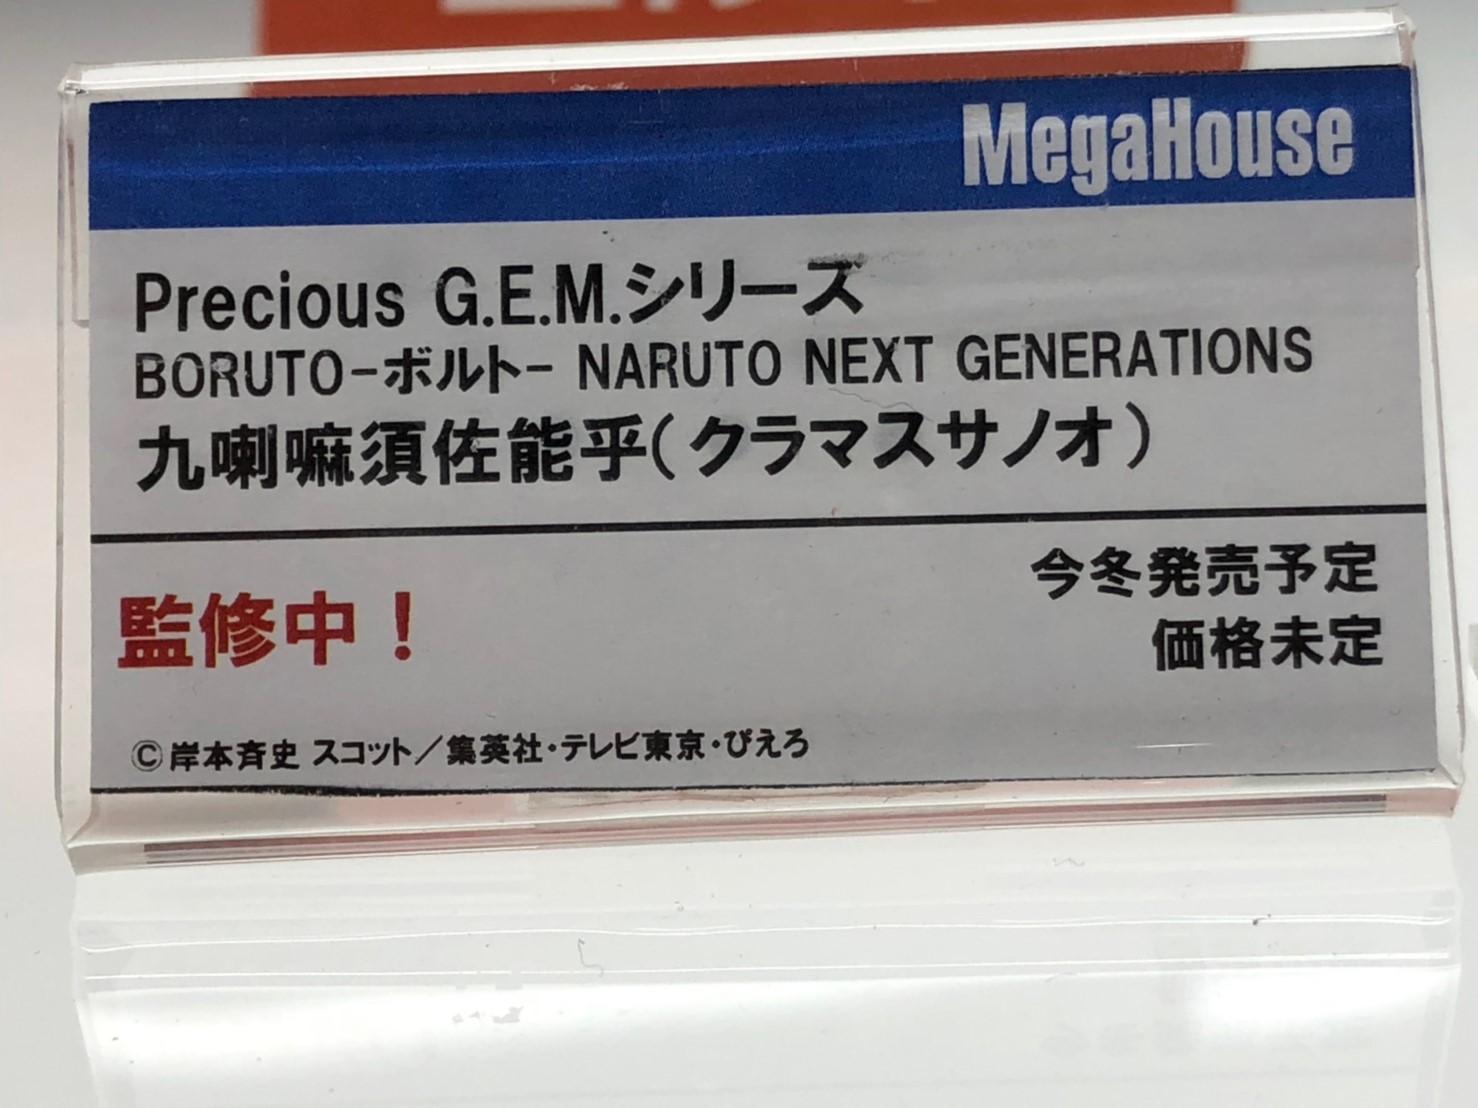 MegaHouse
Precious G.E.M.シリーズ
BORUTO-ボルト- NARUTO NEXT GENERATIONS
九喇嘛須佐能乎(クラマスサノオ)
今冬発売予定
監修中！
価格未定
©岸本斉史 スコット／集英社・テレビ東京・ぴえろ